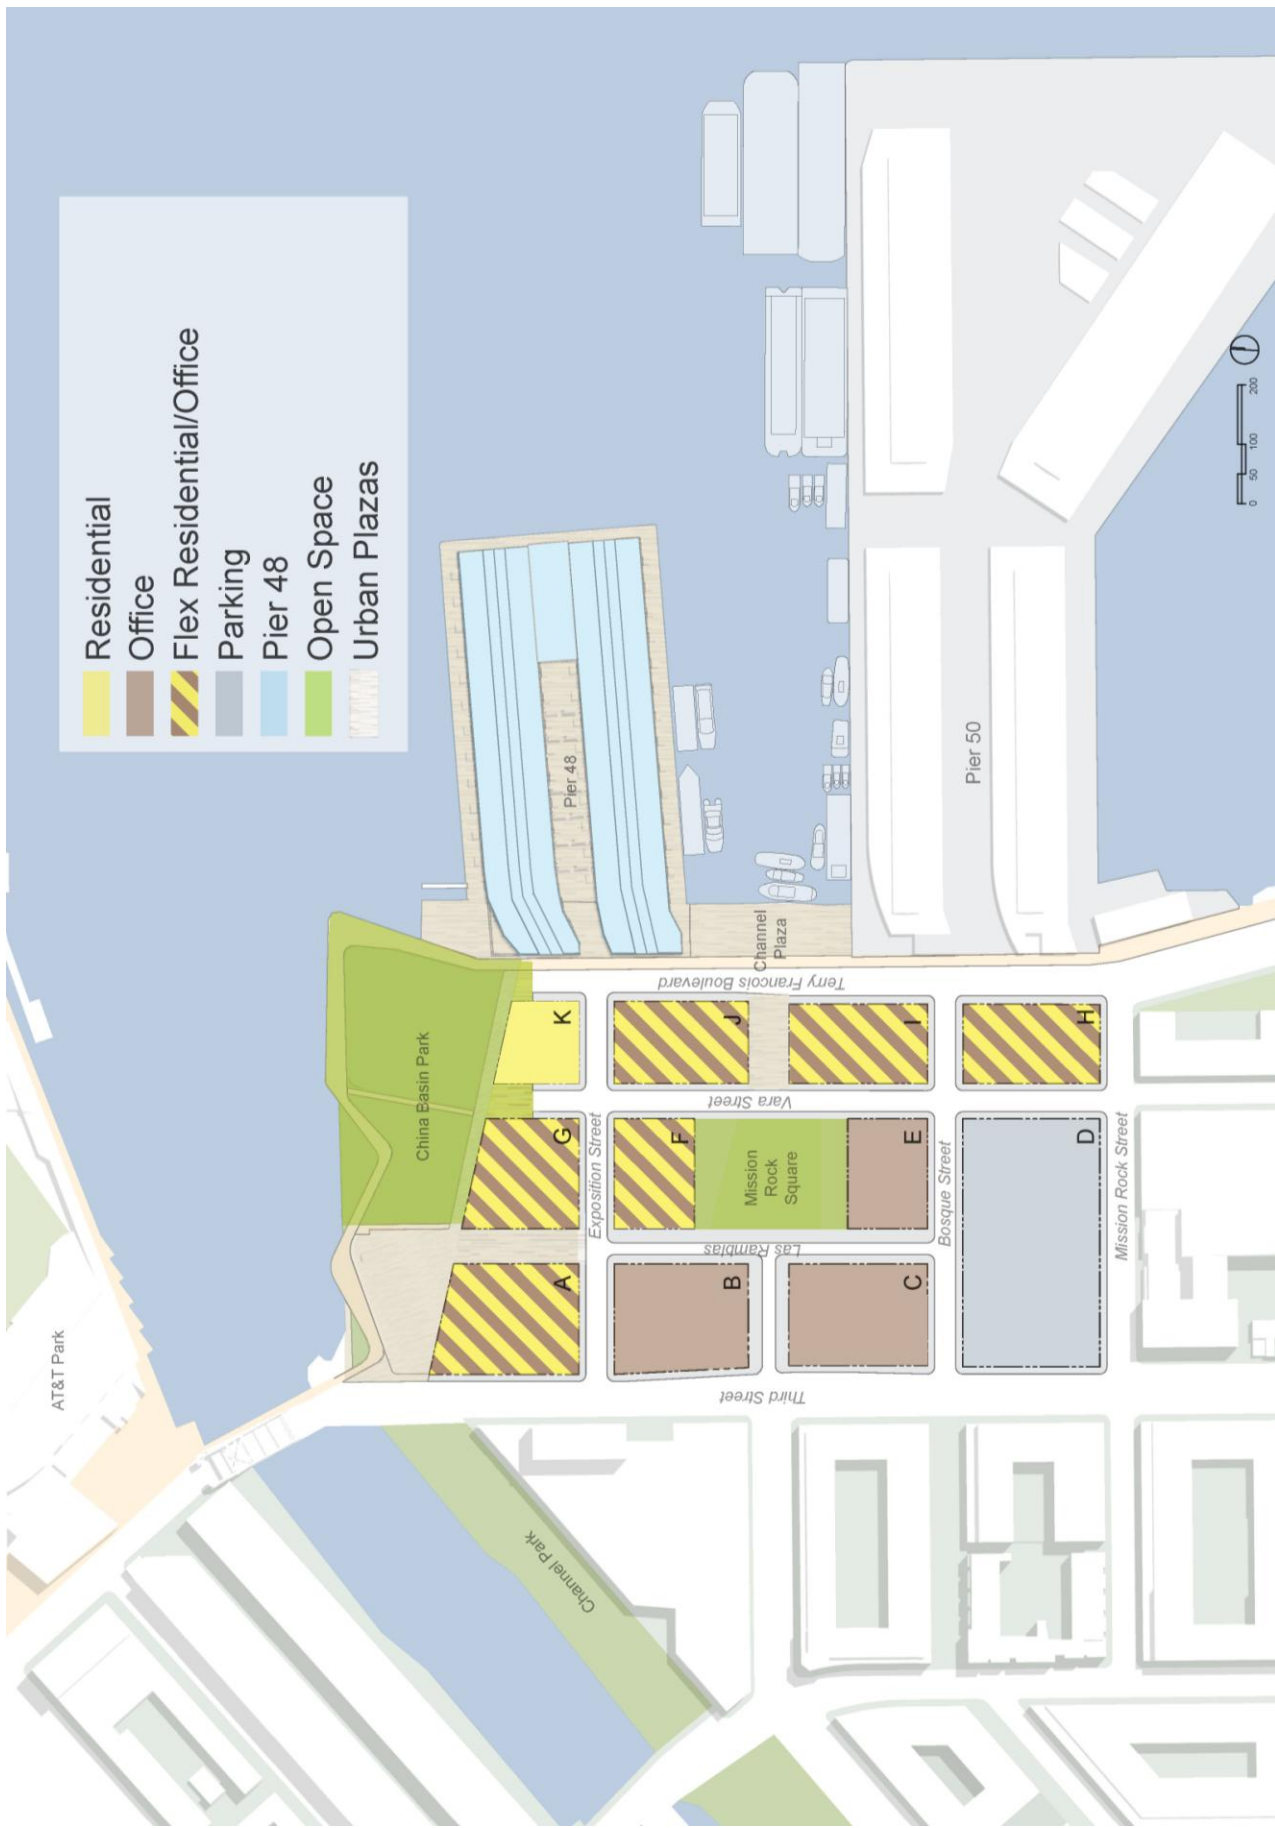 Residential
Office
Flex Residential/Office
Parking
Pier 48
Open Space
Urban Plazas
AT&T Park
China Basin Park
Channel Park
Pier 48
Channel
Plaza
Pier 50
Terry Francois Boulevard
Vara Street
Exposition Street
Las Ramblas
Bosque Street
Third Street
Mission Rock Street
Mission
Rock
Square
A
B
C
D
E
F
G
H
I
J
K
0 50 100 200